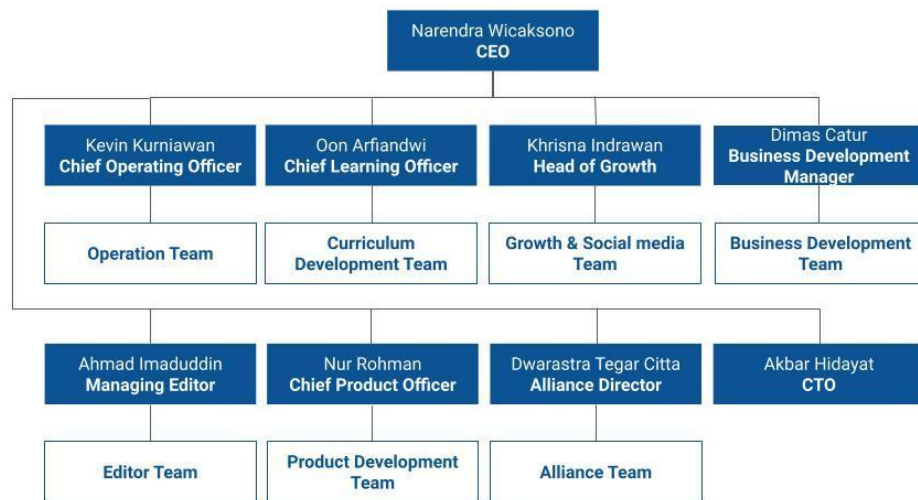 Narendra Wicaksono
CEO
Kevin Kurniawan
Chief Operating Officer
Oon Arfiandwi
Chief Learning Officer
Khrisna Indrawan
Head of Growth
Dimas Catur
Business Development
Manager
Operation Team
Curriculum
Development Team
Growth & Social media
Team
Business Development
Team
Ahmad Imaduddin
Managing Editor
Nur Rohman
Chief Product Officer
Dwarastra Tegar Citta
Alliance Director
Akbar Hidayat
CTO
Editor Team
Product Development
Team
Alliance Team